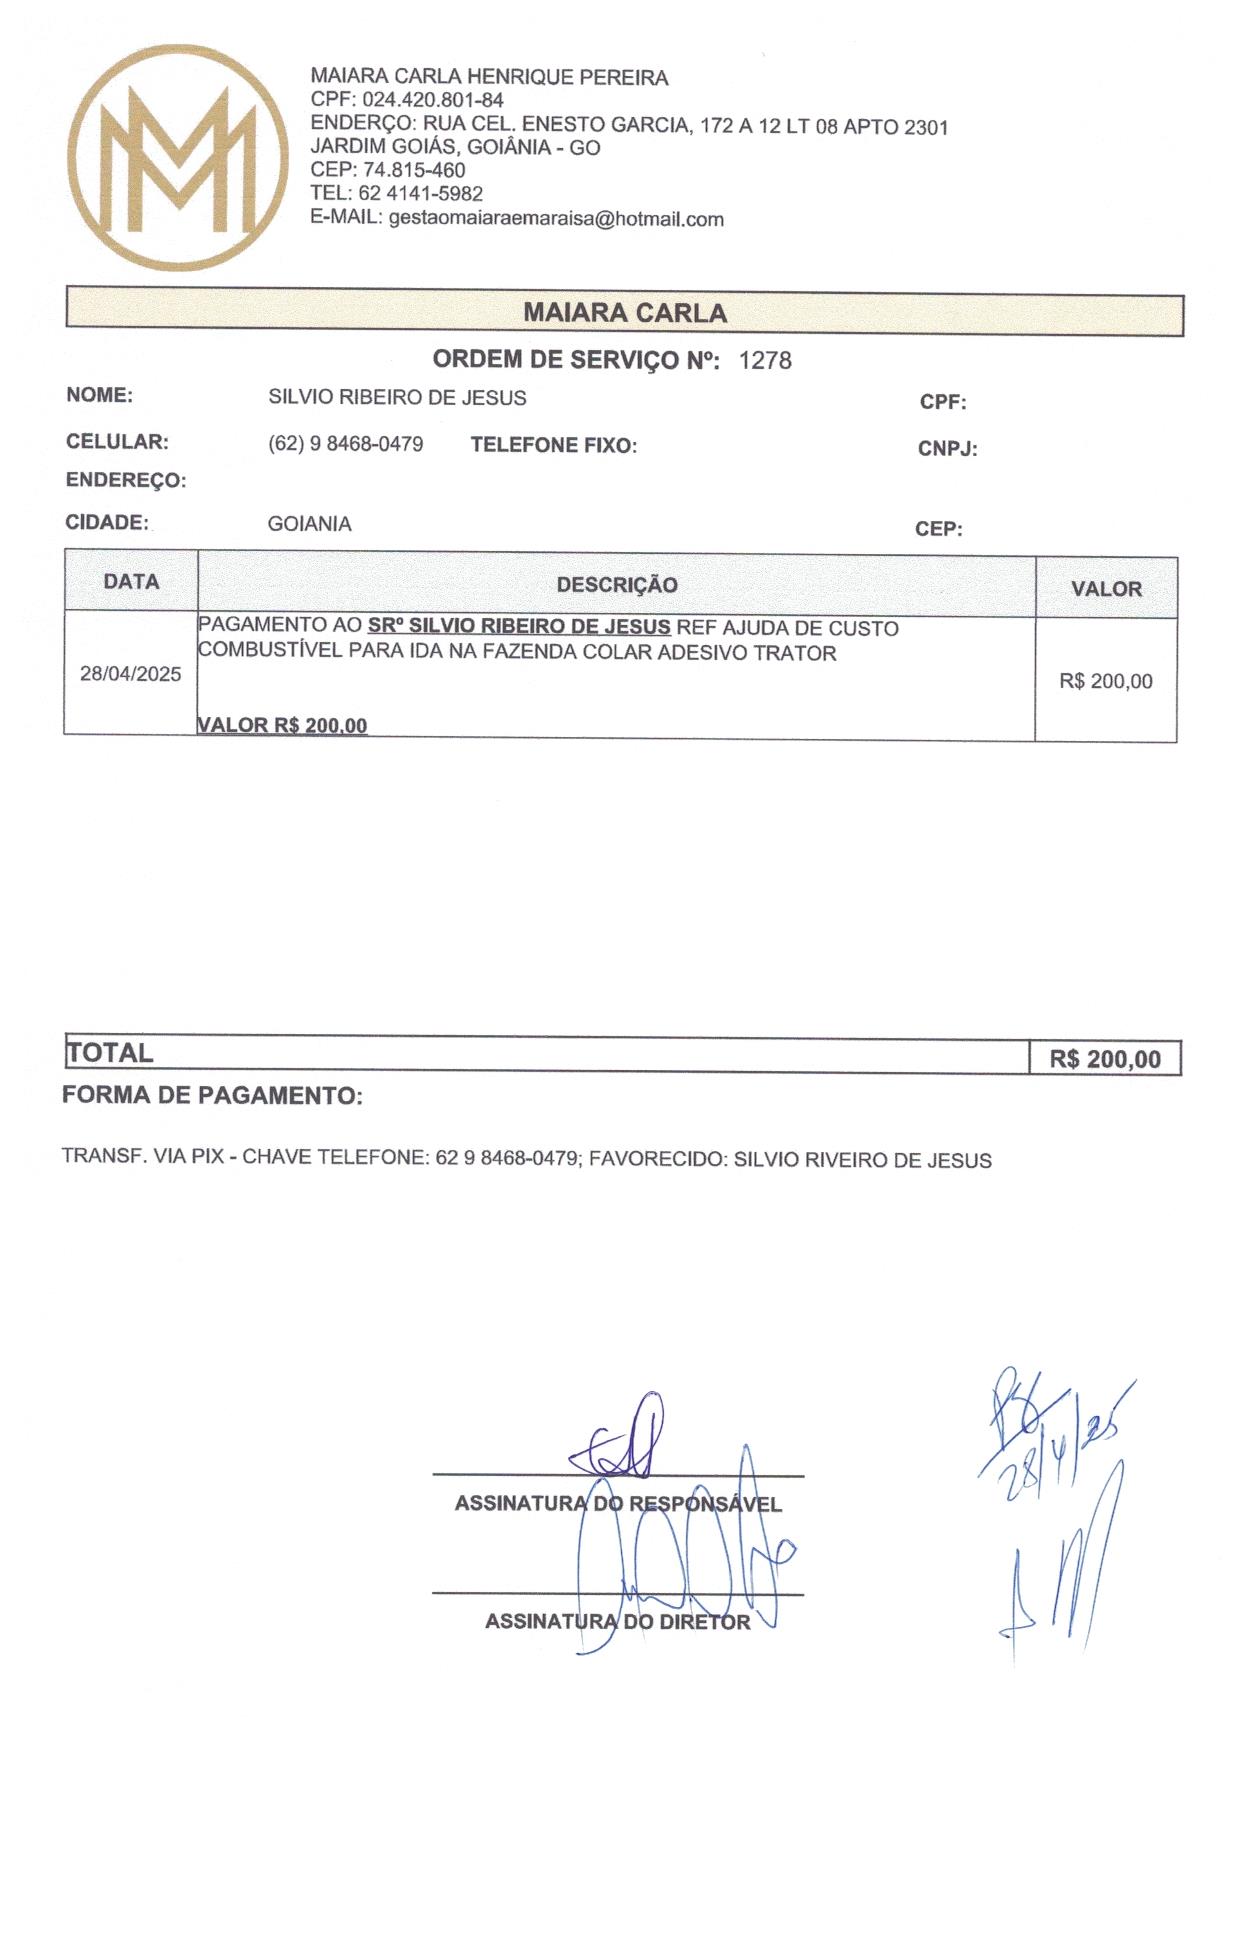 MAIARA CARLA HENRIQUE PEREIRA
CPF: 024.420.801-84
ENDERÇO: RUA CEL. ENESTO GARCIA, 172 A 12 LT 08 APTO 2301
JARDIM GOIÁS, GOIÂNIA - GO
CEP: 74.815-460
TEL: 62 4141-5982
E-MAIL: gestaomaiaraemaraisa@hotmail.com
MAIARA CARLA
ORDEM DE SERVIÇO Nº: 1278
NOME: SILVIO RIBEIRO DE JESUS CPF:
CELULAR: (62) 9 8468-0479 TELEFONE FIXO: CNPJ:
ENDEREÇO:
CIDADE: GOIANIA CEP:
DATA DESCRIÇÃO VALOR
PAGAMENTO AO SRº SILVIO RIBEIRO DE JESUS REF AJUDA DE CUSTO
COMBUSTÍVEL PARA IDA NA FAZENDA COLAR ADESIVO TRATOR
28/04/2025 R$ 200,00
VALOR R$ 200,00
TOTAL R$ 200,00
FORMA DE PAGAMENTO:
TRANSF. VIA PIX - CHAVE TELEFONE: 62 9 8468-0479; FAVORECIDO: SILVIO RIVEIRO DE JESUS
28/4/25
ASSINATURA DO RESPONSÁVEL
ASSINATURA DO DIRETOR